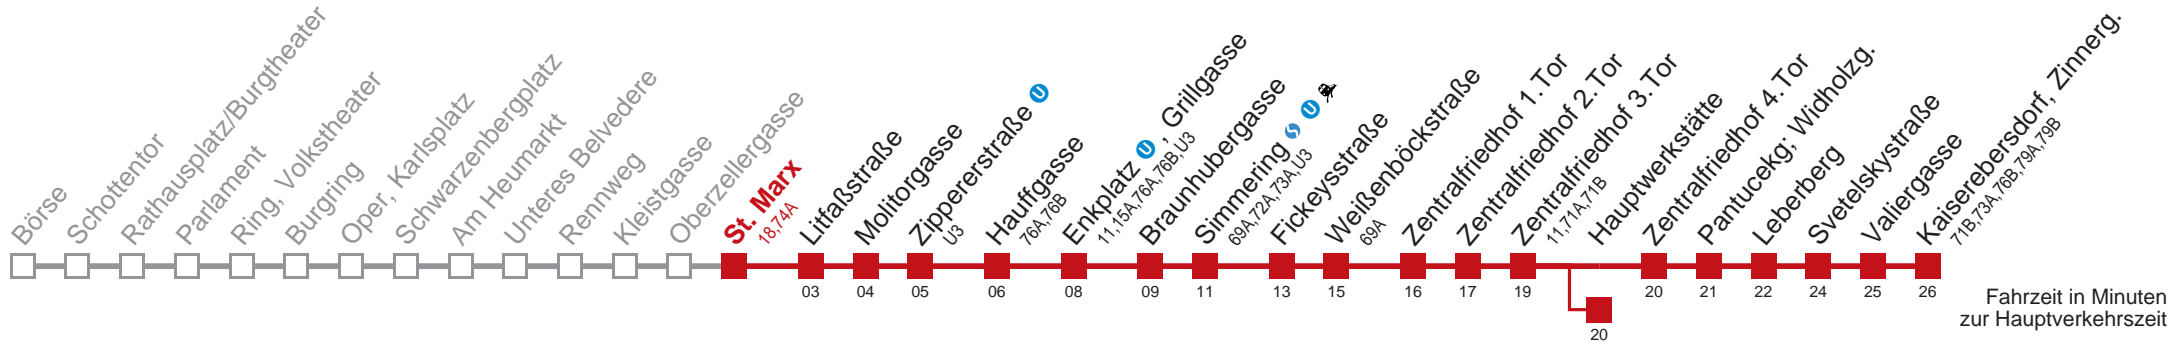 Börse
Schottentor
Rathausplatz/Burgtheater
Parlament
Ring, Volkstheater
Burgring
Oper, Karlsplatz
Schwarzenbergplatz
Am Heumarkt
Unteres Belvedere
Rennweg
Kleistgasse
Oberzellergasse
St. Marx
18,74A
Litfaßstraße
Molitorgasse
Zippererstraße U
U3
Hauffgasse
76A,76B
Enkplatz U, Grillgasse
11,15A,76A,76B,U3
Braunhubergasse
Simmering S U
69A,72A,73A,U3
Fickeysstraße
Weißenböckstraße
69A
Zentralfriedhof 1. Tor
Zentralfriedhof 2. Tor
Zentralfriedhof 3. Tor
11,71A,71B
Hauptwerkstätte
Zentralfriedhof 4. Tor
Pantucekg; Widholzg.
Leberberg
Svetelskystraße
Valiergasse
Kaiserebersdorf, Zinnerg.
71B,73A,76B,79A,79B
03 04 05 06 08 09 11 13 15 16 17 19 20 21 22 24 25 26
20
Fahrzeit in Minuten
zur Hauptverkehrszeit